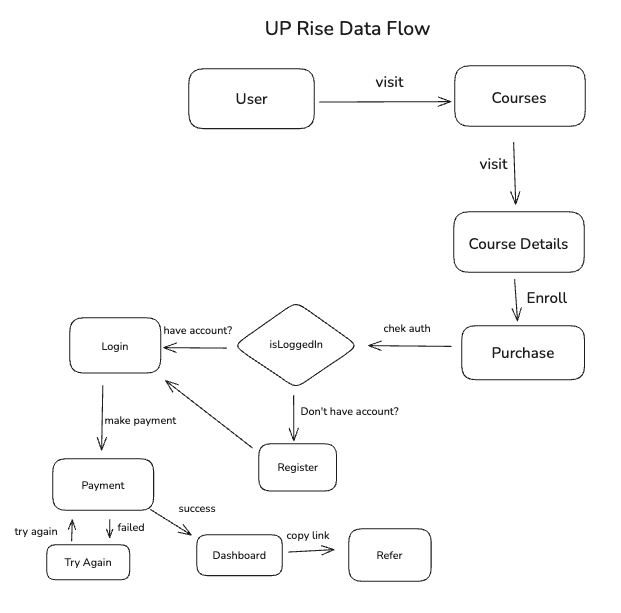 UP Rise Data Flow
visit
User
Courses
visit
Course Details
Enroll
chek auth
have account?
isLoggedIn
Login
Purchase
Don't have account?
make payment
Register
Payment
success
try again
failed
copy link
Try Again
Dashboard
Refer